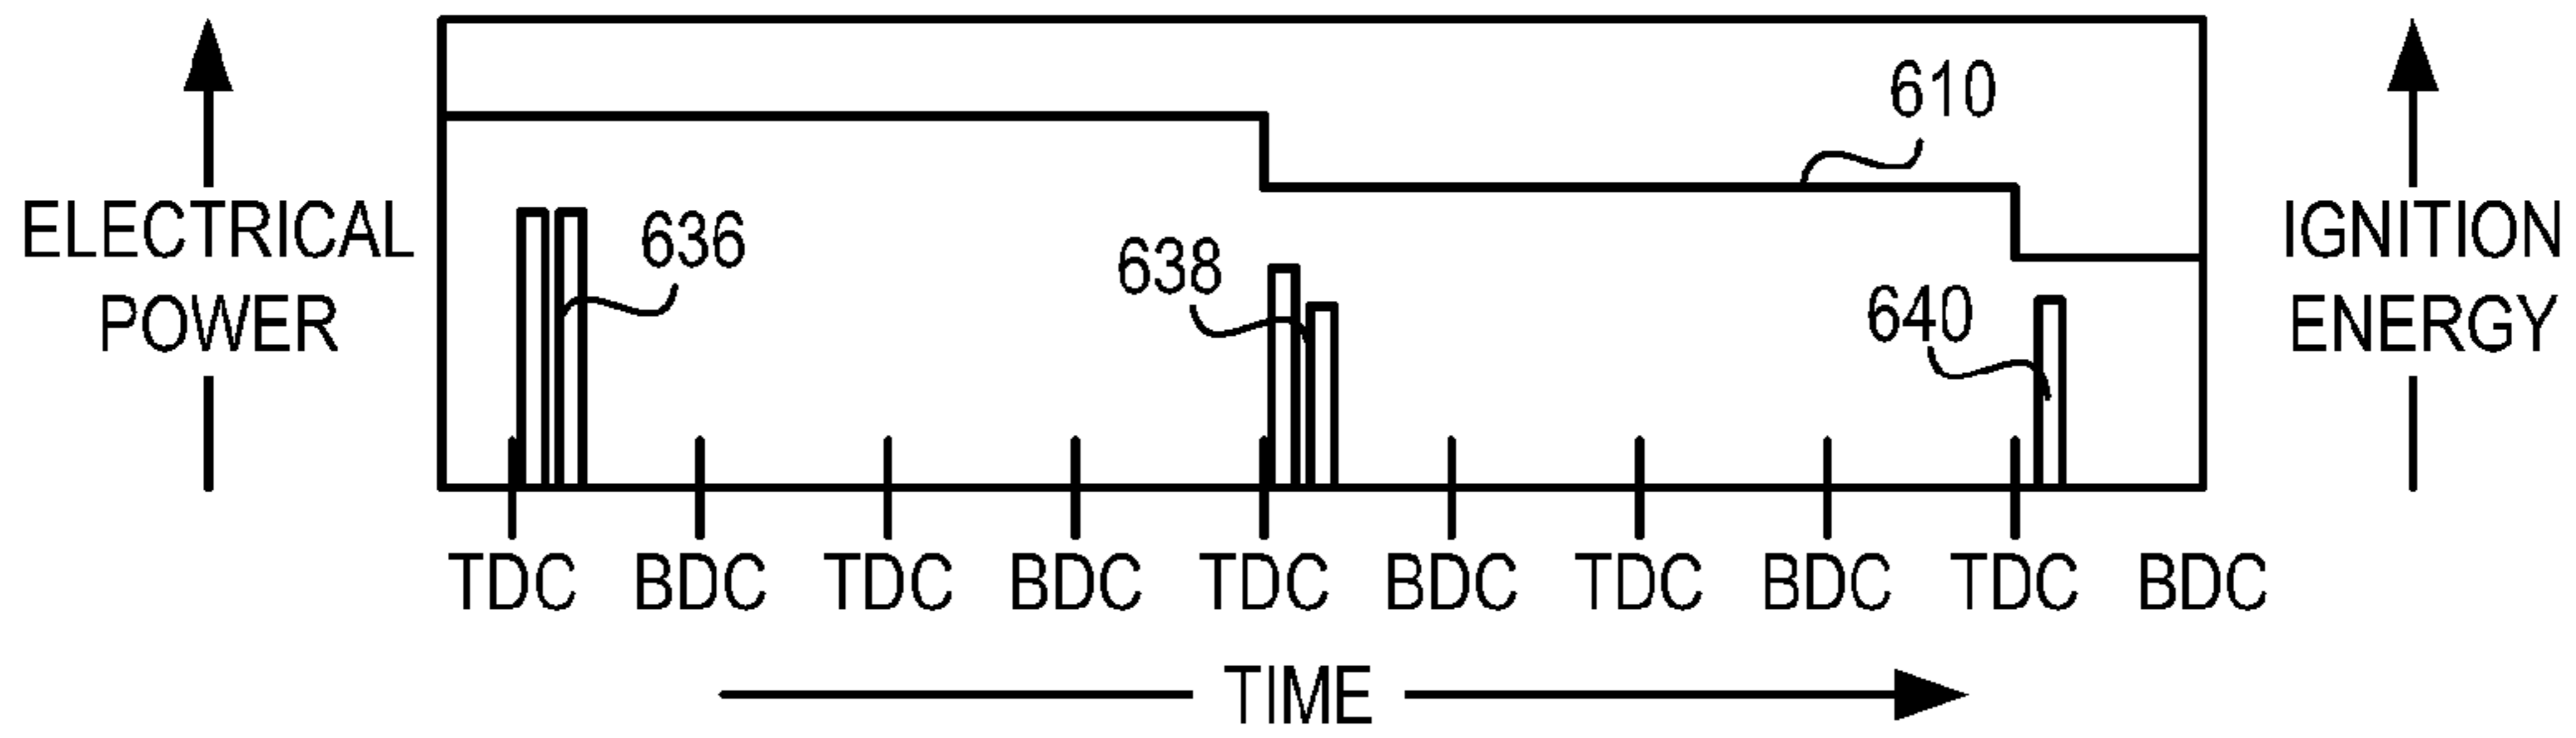 610
ELECTRICAL
POWER
636
638
640
IGNITION
ENERGY
TDC BDC TDC BDC TDC BDC TDC BDC TDC BDC
TIME